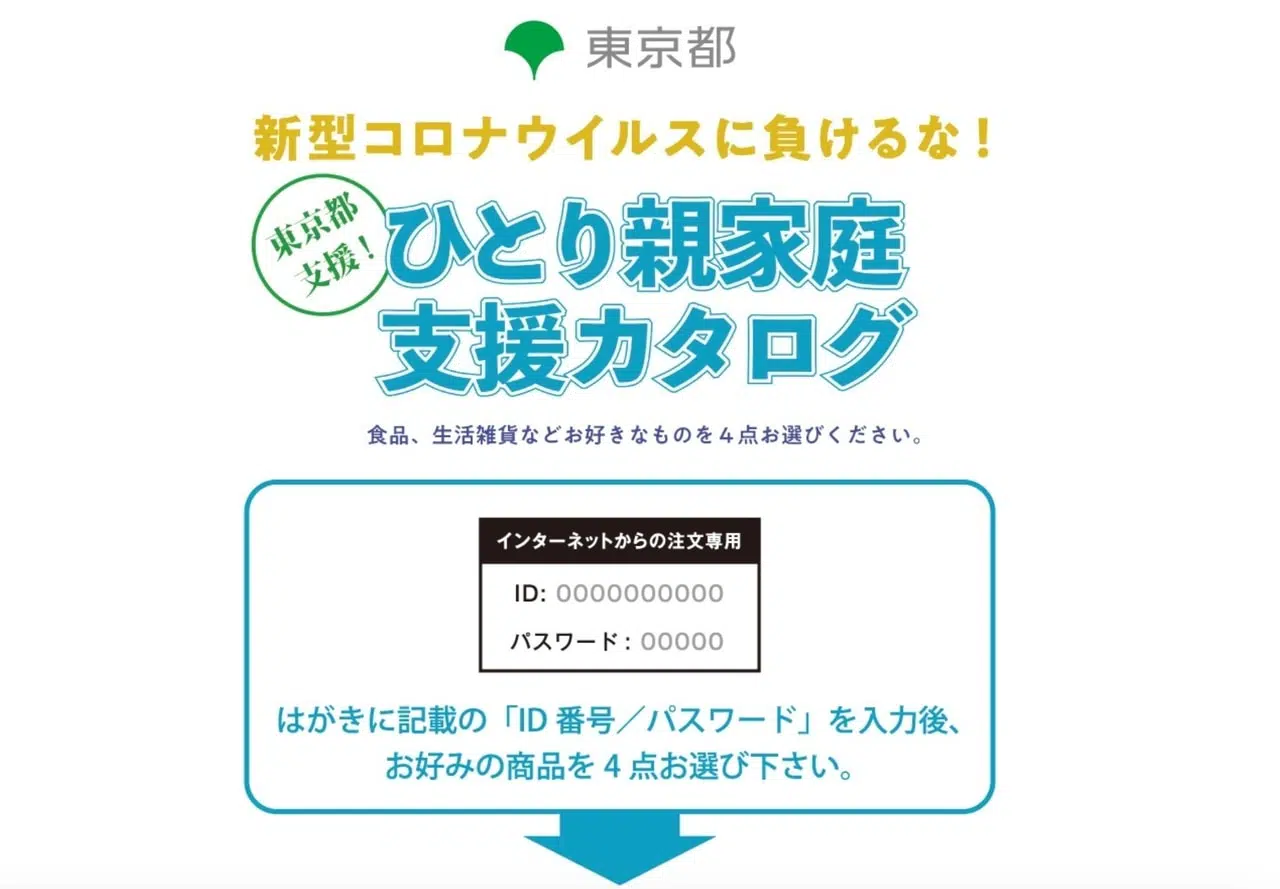 東京都
新型コロナウイルスに負けるな！
東京都
支援！
ひとり親家庭
支援カタログ
食品、生活雑貨などお好きなものを４点お選びください。
インターネットからの注文専用
ID: 0000000000
パスワード : 00000
はがきに記載の「ID 番号／パスワード」を入力後、
お好みの商品を 4 点お選び下さい。